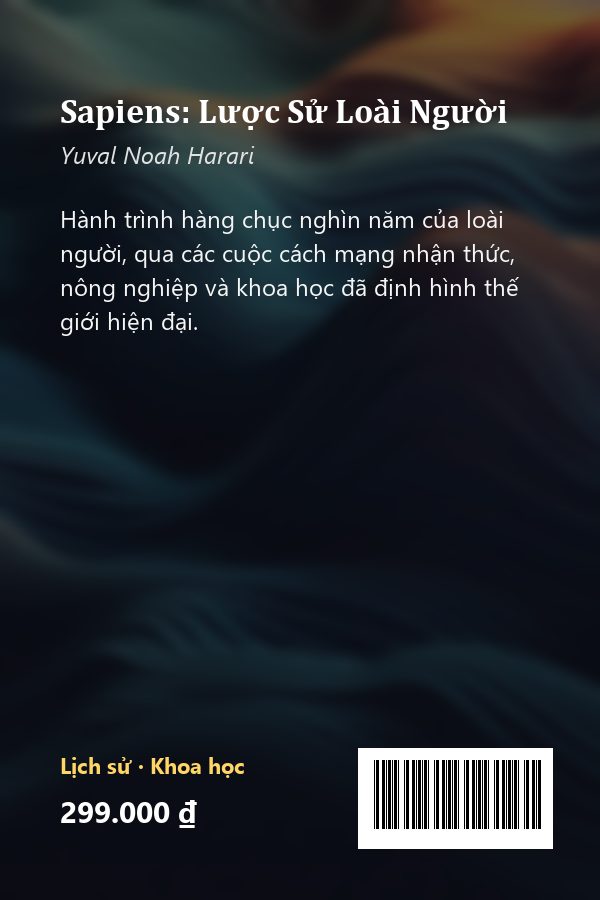 Sapiens: Lược Sử Loài Người
Yuval Noah Harari
Hành trình hàng chục nghìn năm của loài
người, qua các cuộc cách mạng nhận thức,
nông nghiệp và khoa học đã định hình thế
giới hiện đại.
Lịch sử · Khoa học
299.000 ₫